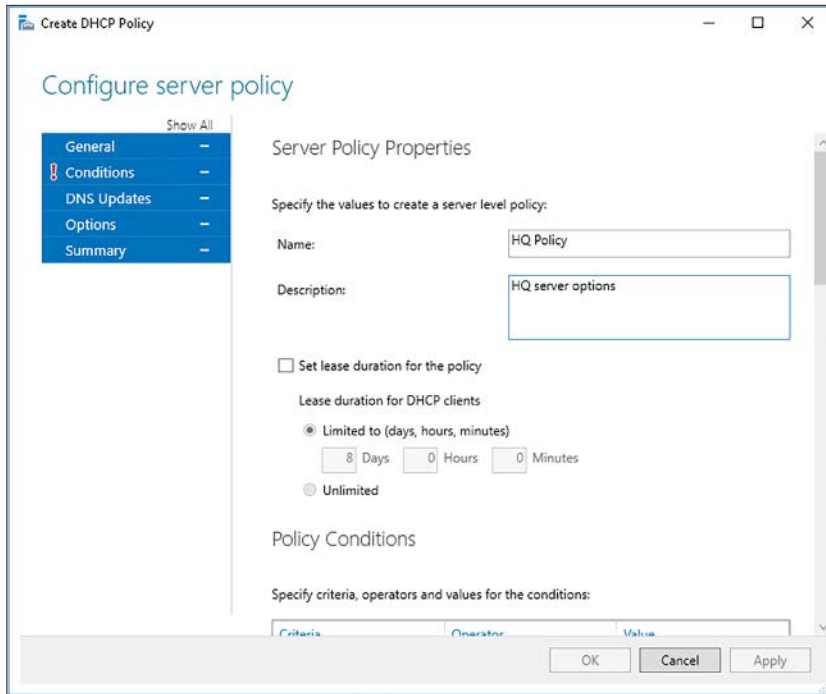 Create DHCP Policy
Configure server policy
Show All
General
Conditions
DNS Updates
Options
Summary
Server Policy Properties
Specify the values to create a server level policy:
Name:
HQ Policy
Description:
HQ server options
Set lease duration for the policy
Lease duration for DHCP clients
Limited to (days, hours, minutes)
8 Days 0 Hours 0 Minutes
Unlimited
Policy Conditions
Specify criteria, operators and values for the conditions:
Criteria Operator Value
OK Cancel Apply